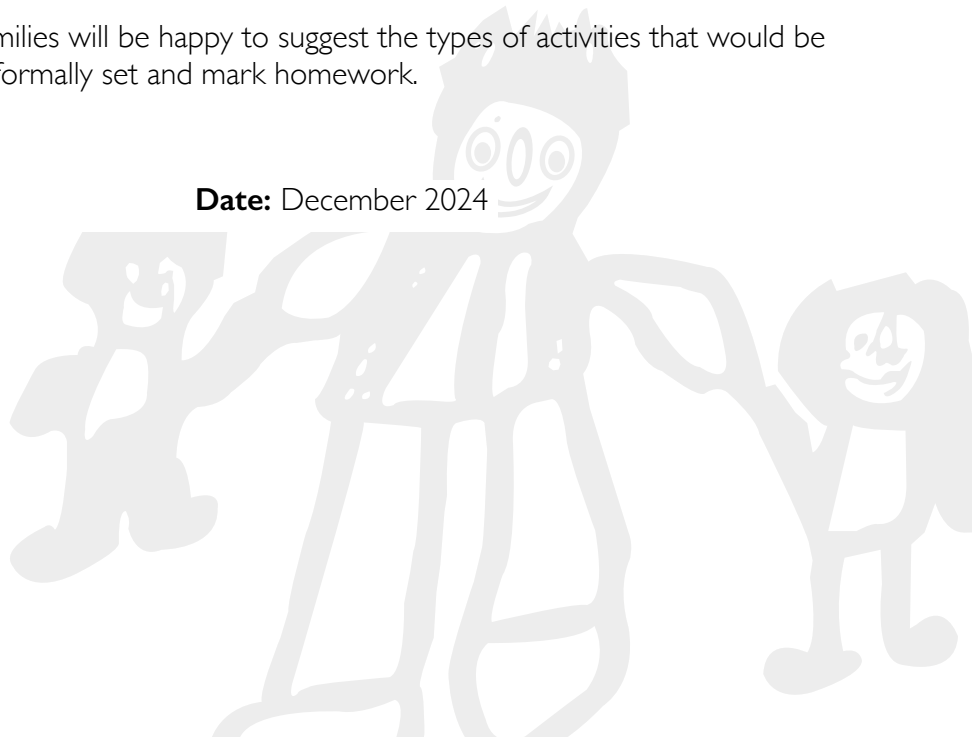 milies will be happy to suggest the types of activities that would be
formally set and mark homework.
Date: December 2024